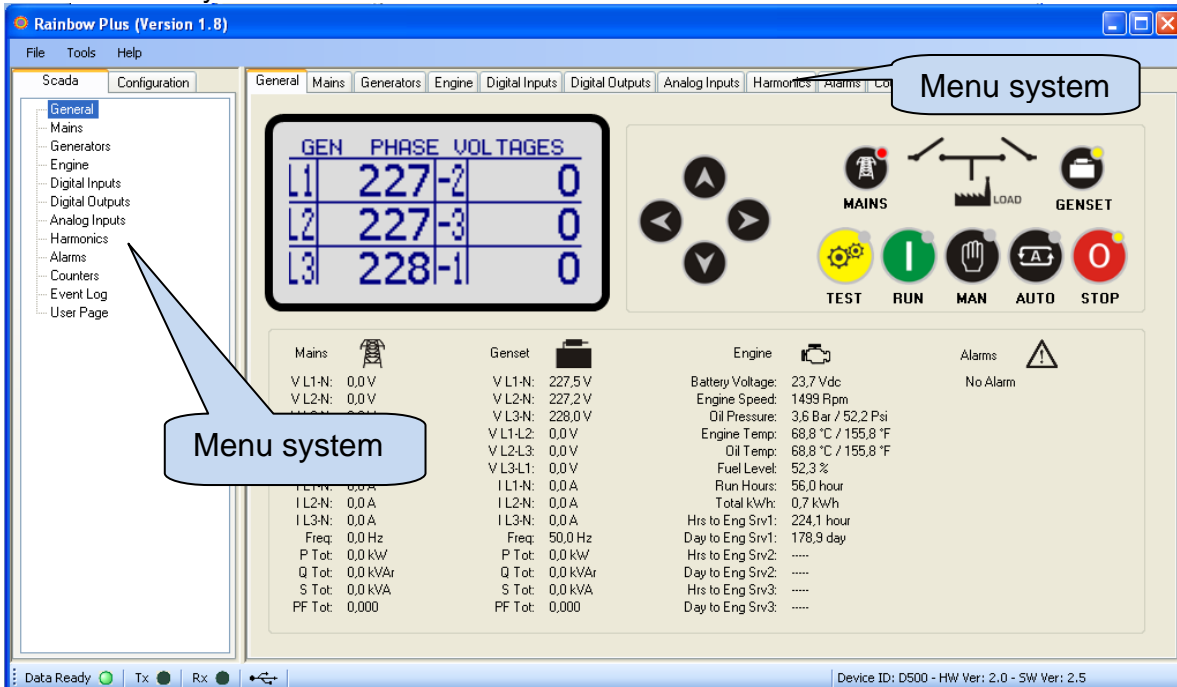 Rainbow Plus (Version 1.8)
File Tools Help
Scada Configuration
General
Mains
Generators
Engine
Digital Inputs
Digital Outputs
Analog Inputs
Harmonics
Alarms
Counters
Event Log
User Page
General Mains Generators Engine Digital Inputs Digital Outputs Analog Inputs Harmonics Alarms
Menu system
Menu system
GEN PHASE VOLTAGES
L1 227 -2 0
L2 227 -3 0
L3 228 -1 0
MAINS
LOAD
GENSET
TEST RUN MAN AUTO STOP
Mains
V L1-N: 0,0 V
V L2-N: 0,0 V
I L2-N: 0,0 A
I L3-N: 0,0 A
Freq: 0,0 Hz
P Tot: 0,0 kW
Q Tot: 0,0 kVAr
S Tot: 0,0 kVA
PF Tot: 0,000
Genset
V L1-N: 227,5 V
V L2-N: 227,2 V
V L3-N: 228,0 V
V L1-L2: 0,0 V
V L2-L3: 0,0 V
V L3-L1: 0,0 V
I L1-N: 0,0 A
I L2-N: 0,0 A
I L3-N: 0,0 A
Freq: 50,0 Hz
P Tot: 0,0 kW
Q Tot: 0,0 kVAr
S Tot: 0,0 kVA
PF Tot: 0,000
Engine
Battery Voltage: 23,7 Vdc
Engine Speed: 1499 Rpm
Oil Pressure: 3,6 Bar / 52,2 Psi
Engine Temp: 68,8 °C / 155,8 °F
Oil Temp: 68,8 °C / 155,8 °F
Fuel Level: 52,3 %
Run Hours: 56,0 hour
Total kWh: 0,7 kWh
Hrs to Eng Srv1: 224,1 hour
Day to Eng Srv1: 178,9 day
Hrs to Eng Srv2: -----
Day to Eng Srv2: -----
Hrs to Eng Srv3: -----
Day to Eng Srv3: -----
Alarms
No Alarm
Data Ready Tx Rx
Device ID: D500 - HW Ver: 2.0 - SW Ver: 2.5